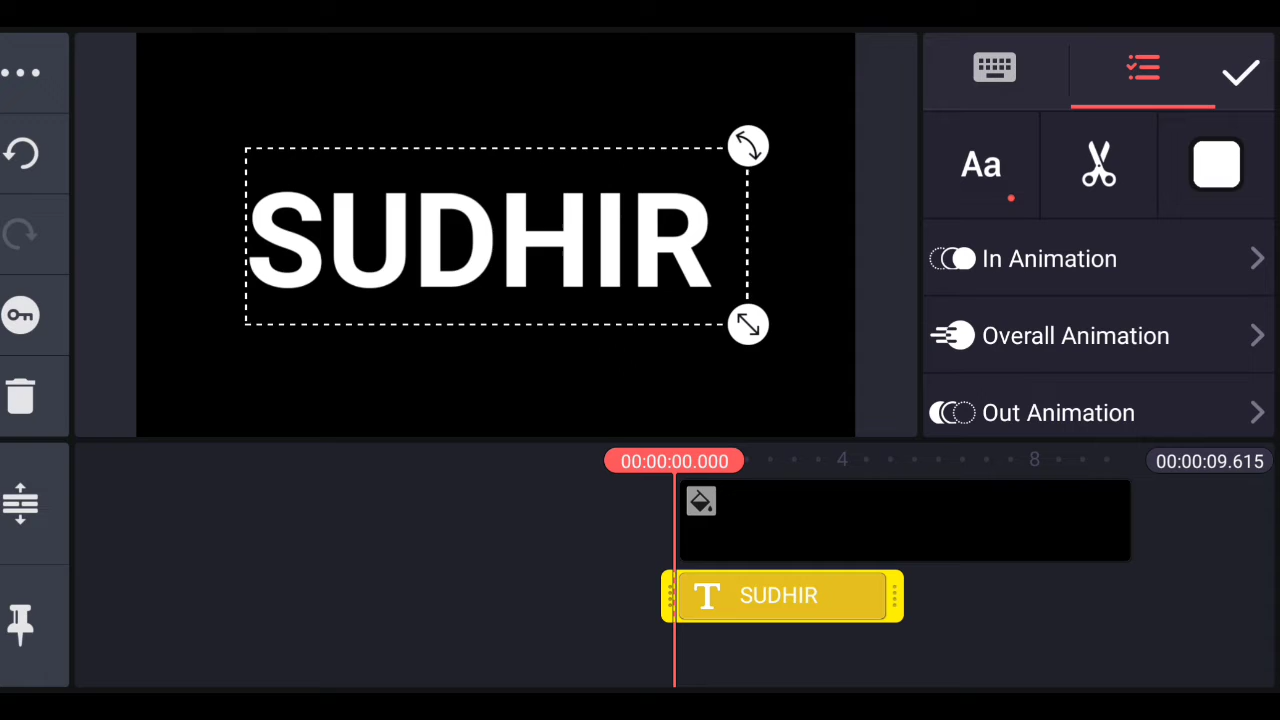 SUDHIR
Aa
In Animation
Overall Animation
Out Animation
00:00:00.000
4
8
00:00:09.615
T SUDHIR